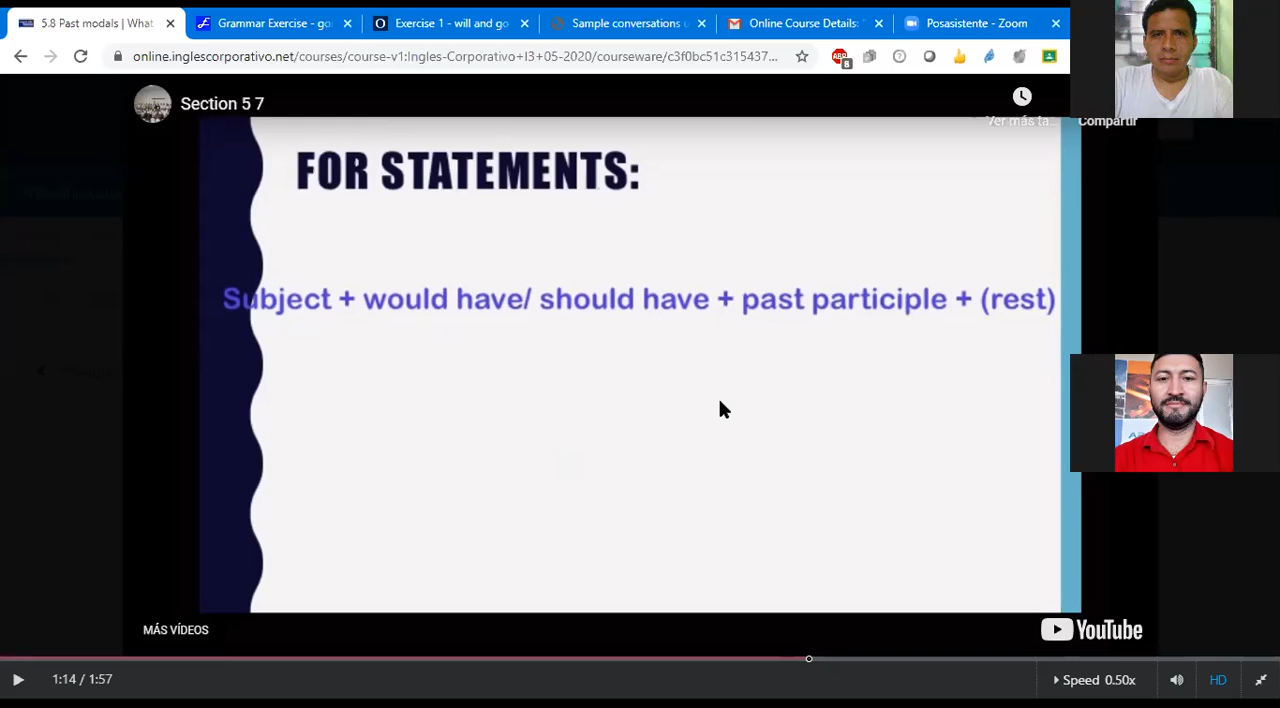 5.8 Past modals | What
Grammar Exercise - go
Exercise 1 - will and go
Sample conversations u
Online Course Details:
Posasistente - Zoom
online.inglescorporativo.net/courses/course-v1:Ingles-Corporativo+I3+05-2020/courseware/c3f0bc51c315437...
ABP
8
Section 5 7
Ver más ta...
Compartir
FOR STATEMENTS:
Subject + would have/ should have + past participle + (rest)
MÁS VÍDEOS
YouTube
1:14 / 1:57
Speed 0.50x
HD